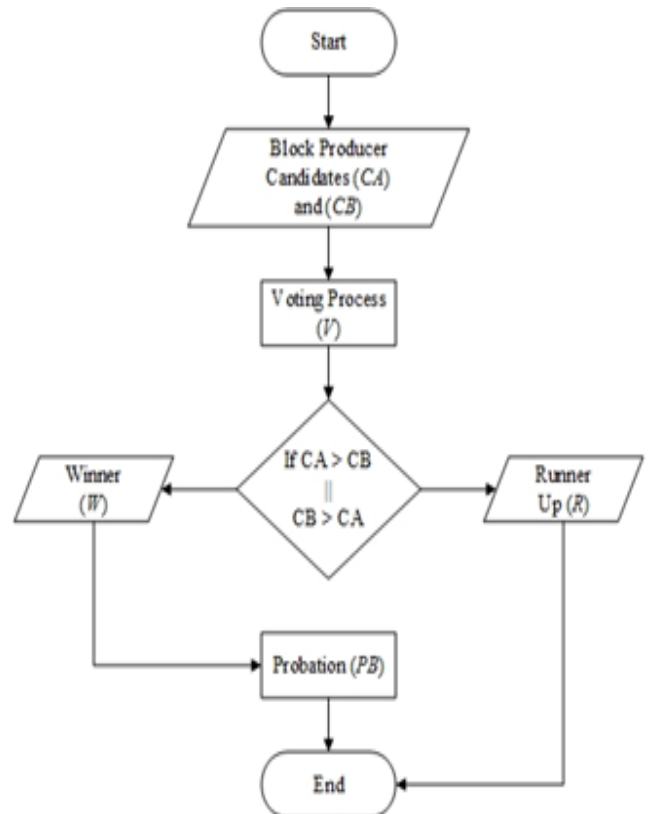 Start
Block Producer
Candidates (CA)
and (CB)
Voting Process
(V)
If CA > CB
||
CB > CA
Winner
(W)
Runner
Up (R)
Probation (PB)
End